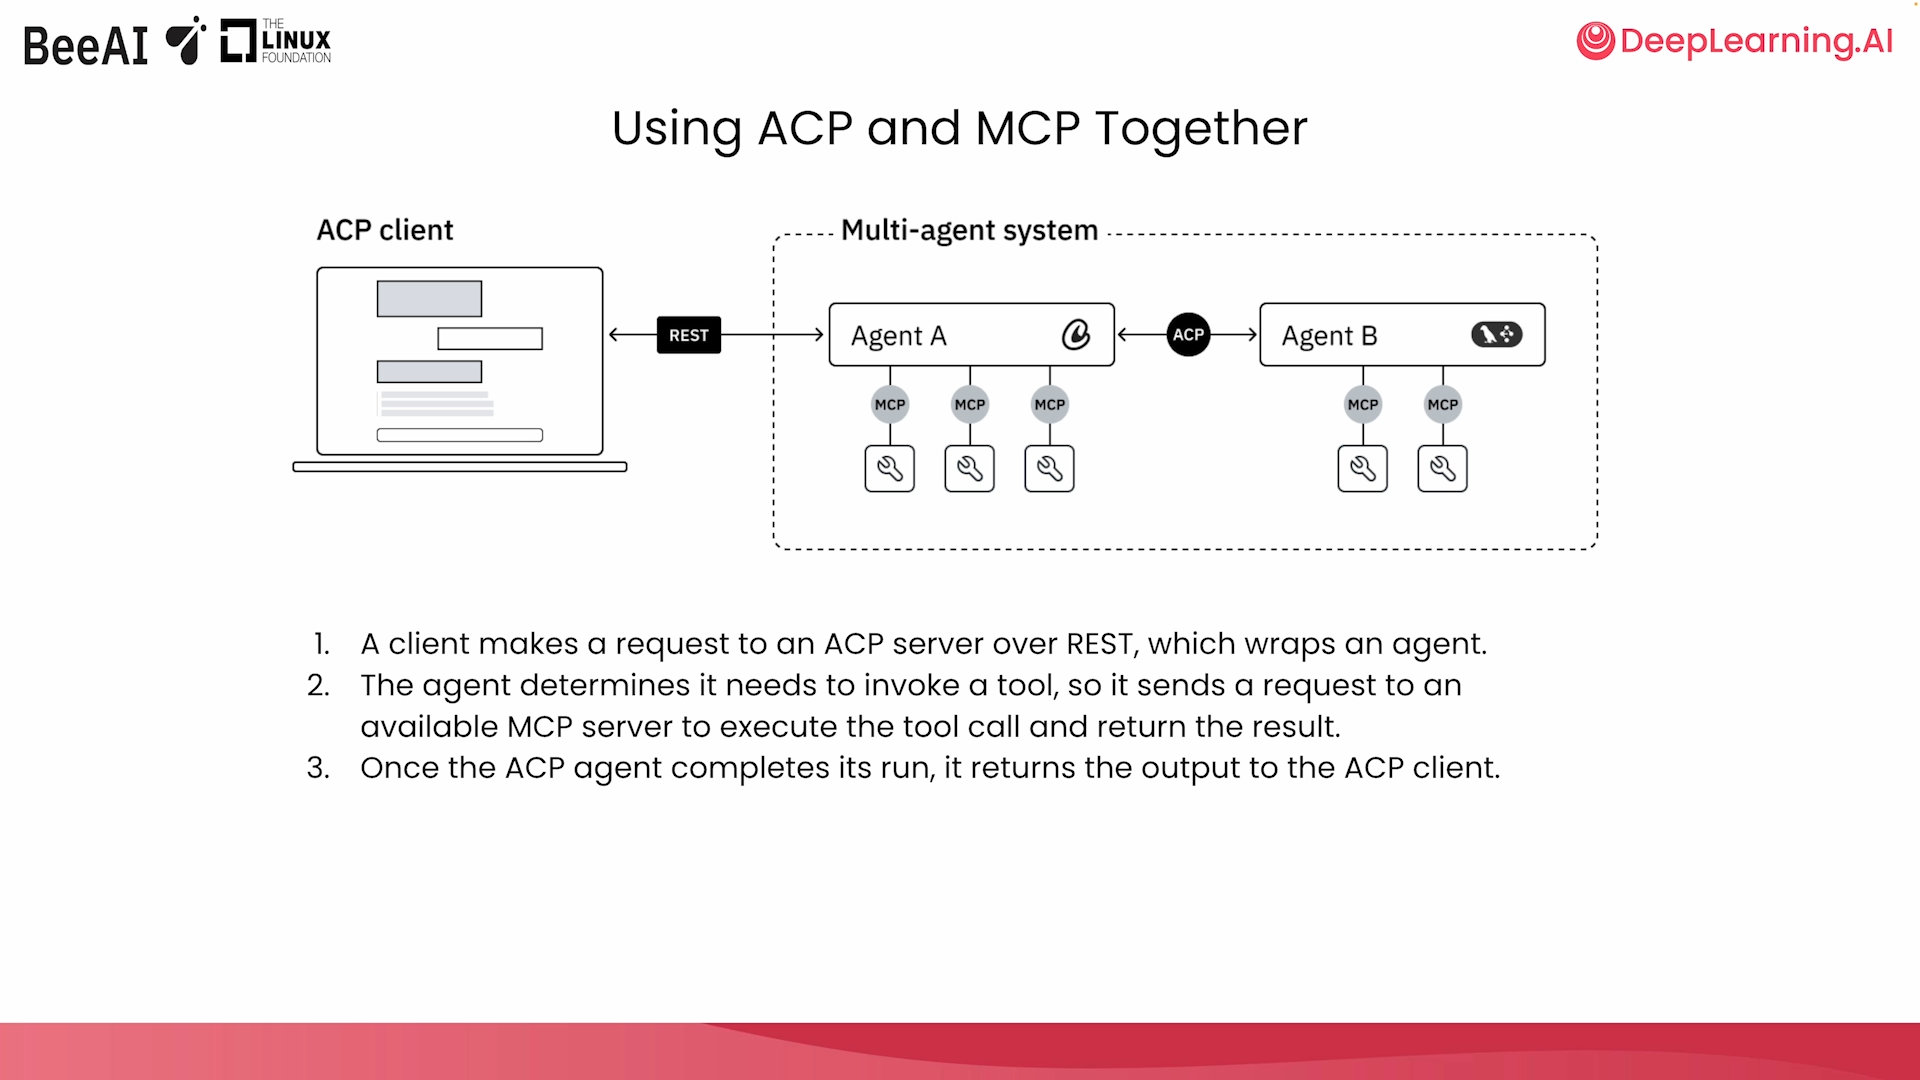 BeeAI
THE
LINUX
FOUNDATION
DeepLearning.AI
Using ACP and MCP Together
ACP client
Multi-agent system
REST
Agent A
ACP
Agent B
MCP
MCP
MCP
MCP
MCP
1. A client makes a request to an ACP server over REST, which wraps an agent.
2. The agent determines it needs to invoke a tool, so it sends a request to an
available MCP server to execute the tool call and return the result.
3. Once the ACP agent completes its run, it returns the output to the ACP client.